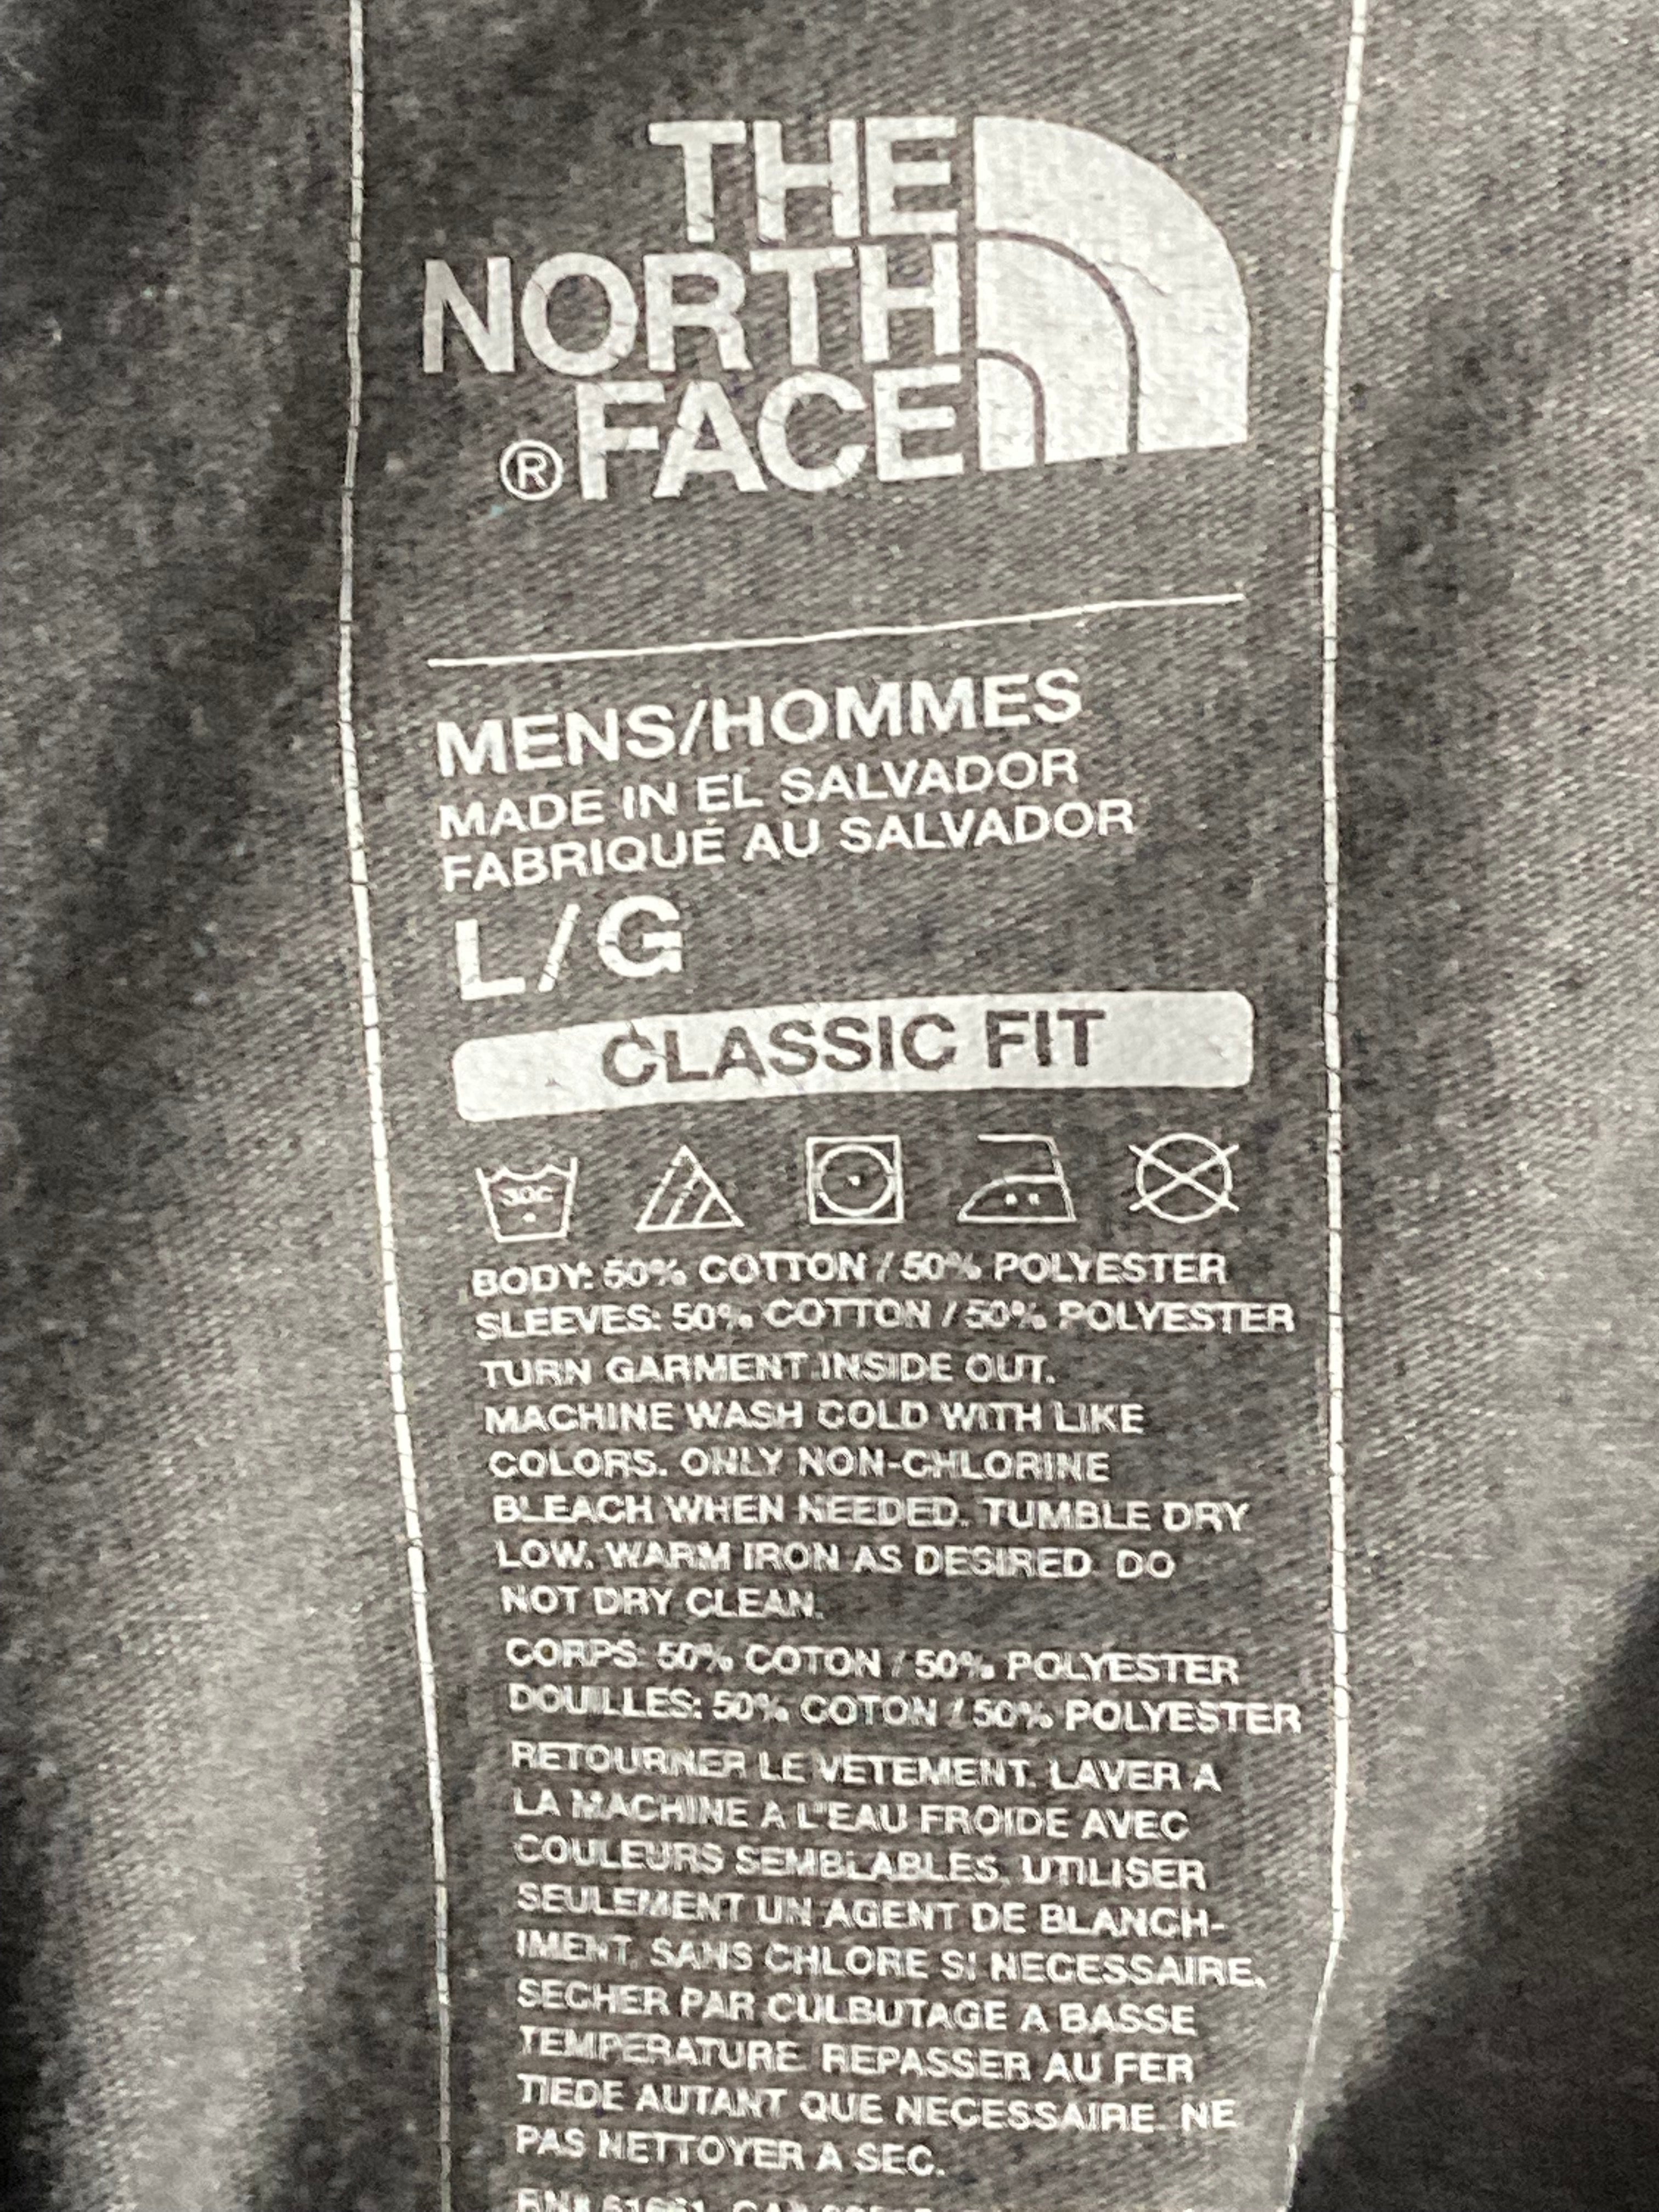 THE
NORTH
®FACE
MENS/HOMMES
MADE IN EL SALVADOR
FABRIQUÉ AU SALVADOR
L/G
CLASSIC FIT
30C
BODY: 50% COTTON / 50% POLYESTER
SLEEVES: 50% COTTON / 50% POLYESTER
TURN GARMENT INSIDE OUT.
MACHINE WASH COLD WITH LIKE
COLORS. ONLY NON-CHLORINE
BLEACH WHEN NEEDED. TUMBLE DRY
LOW. WARM IRON AS DESIRED. DO
NOT DRY CLEAN.
CORPS: 50% COTON / 50% POLYESTER
DOUILLES: 50% COTON / 50% POLYESTER
RETOURNER LE VETEMENT. LAVER A
LA MACHINE A L'EAU FROIDE AVEC
COULEURS SEMBLABLES. UTILISER
SEULEMENT UN AGENT DE BLANCH-
IMENT, SANS CHLORE SI NECESSAIRE.
SECHER PAR CULBUTAGE A BASSE
TEMPERATURE. REPASSER AU FER
TIEDE AUTANT QUE NECESSAIRE. NE
PAS NETTOYER A SEC.
RN# 61661